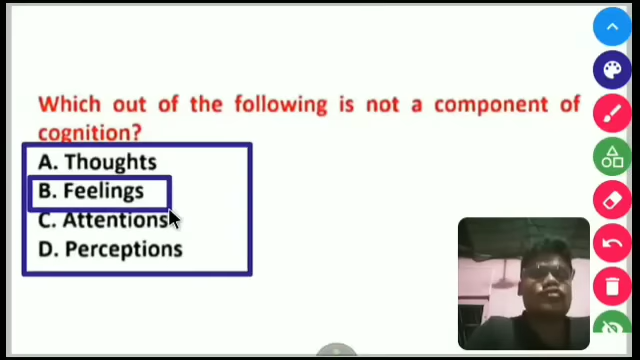 Which out of the following is not a component of
cognition?
A. Thoughts
B. Feelings
C. Attentions
D. Perceptions